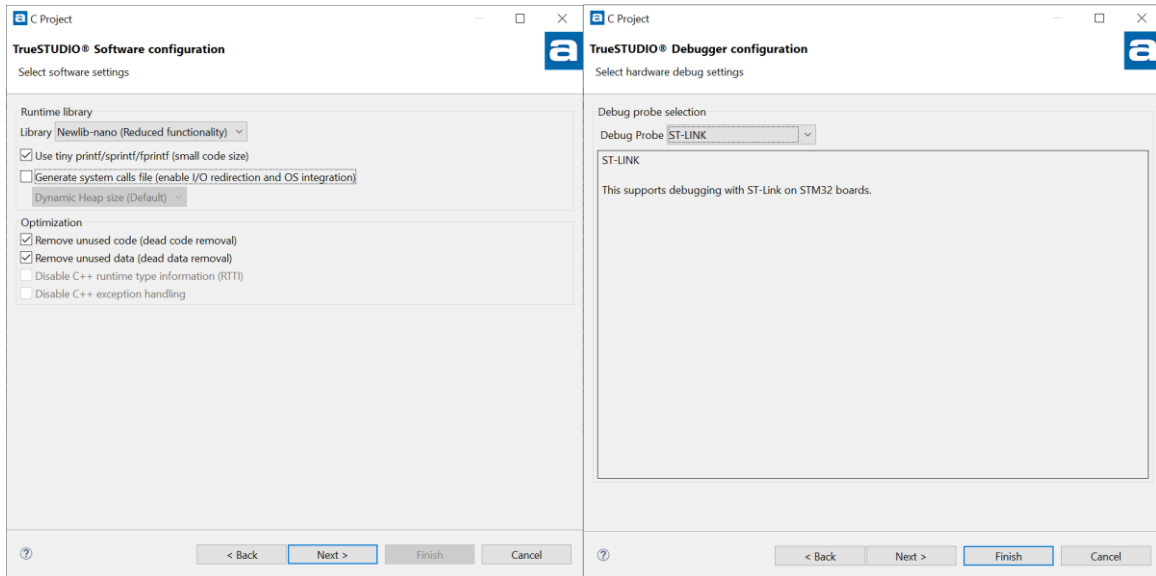 C Project
TrueSTUDIO® Software configuration
Select software settings
Runtime library
Library Newlib-nano (Reduced functionality)
Use tiny printf/sprintf/fprintf (small code size)
Generate system calls file (enable I/O redirection and OS integration)
Dynamic Heap size (Default)
Optimization
Remove unused code (dead code removal)
Remove unused data (dead data removal)
Disable C++ runtime type information (RTTI)
Disable C++ exception handling
< Back Next > Finish Cancel
C Project
TrueSTUDIO® Debugger configuration
Select hardware debug settings
Debug probe selection
Debug Probe ST-LINK
ST-LINK
This supports debugging with ST-Link on STM32 boards.
< Back Next > Finish Cancel